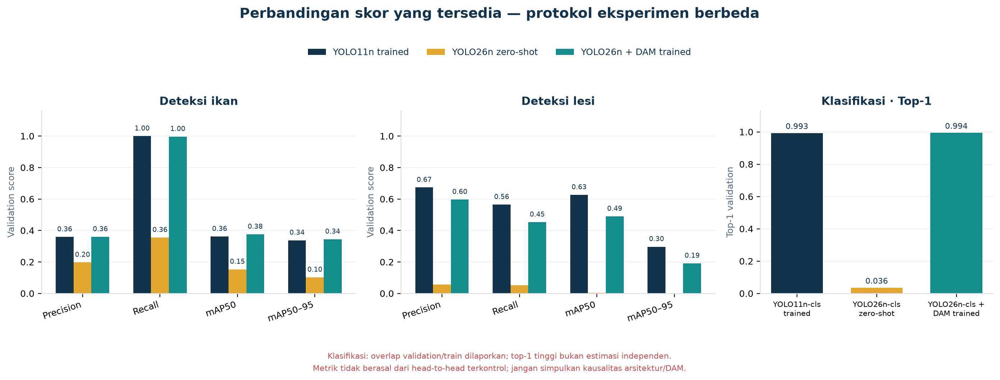 Perbandingan skor yang tersedia — protokol eksperimen berbeda
YOLO11n trained
YOLO26n zero-shot
YOLO26n + DAM trained
Deteksi ikan
Validation score
1.0
0.8
0.6
0.4
0.2
0.0
0.36
0.20
0.36
1.00
0.36
1.00
0.36
0.15
0.38
0.34
0.10
0.34
Precision
Recall
mAP50
mAP50–95
Deteksi lesi
Validation score
1.0
0.8
0.6
0.4
0.2
0.0
0.67
0.60
0.56
0.45
0.63
0.49
0.30
0.19
Precision
Recall
mAP50
mAP50–95
Klasifikasi · Top-1
Top-1 validation
1.0
0.8
0.6
0.4
0.2
0.0
0.993
0.036
0.994
YOLO11n-cls
trained
YOLO26n-cls
zero-shot
YOLO26n-cls +
DAM trained
Klasifikasi: overlap validation/train dilaporkan; top-1 tinggi bukan estimasi independen.
Metrik tidak berasal dari head-to-head terkontrol; jangan simpulkan kausalitas arsitektur/DAM.